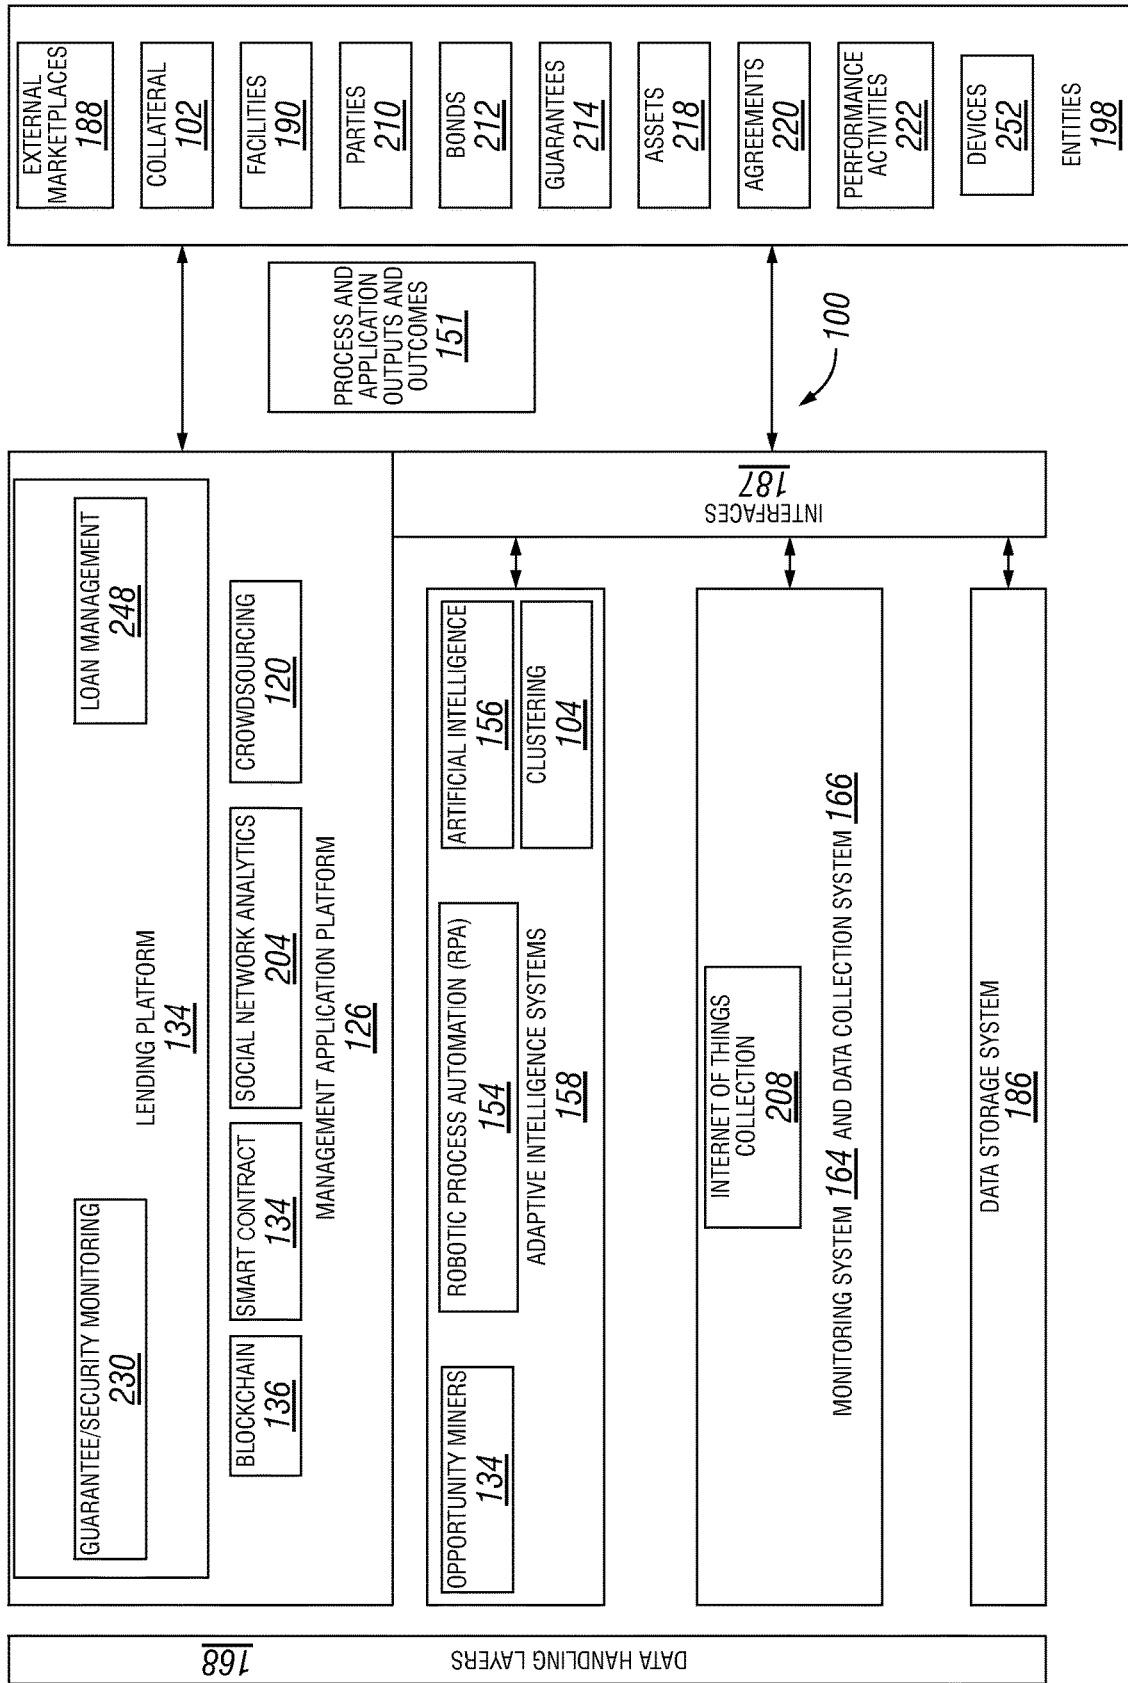 DATA HANDLING LAYERS
168
GUARANTEE/SECURITY MONITORING
230
LENDING PLATFORM
134
LOAN MANAGEMENT
248
BLOCKCHAIN
136
SMART CONTRACT
134
SOCIAL NETWORK ANALYTICS
204
CROWDSOURCING
120
MANAGEMENT APPLICATION PLATFORM
126
OPPORTUNITY MINERS
134
ROBOTIC PROCESS AUTOMATION (RPA)
154
ARTIFICIAL INTELLIGENCE
156
CLUSTERING
104
ADAPTIVE INTELLIGENCE SYSTEMS
158
INTERNET OF THINGS
COLLECTION
208
MONITORING SYSTEM 164 AND DATA COLLECTION SYSTEM 166
DATA STORAGE SYSTEM
186
INTERFACES
187
PROCESS AND
APPLICATION
OUTPUTS AND
OUTCOMES
151
100
EXTERNAL
MARKETPLACES
188
COLLATERAL
102
FACILITIES
190
PARTIES
210
BONDS
212
GUARANTEES
214
ASSETS
218
AGREEMENTS
220
PERFORMANCE
ACTIVITIES
222
DEVICES
252
ENTITIES
198